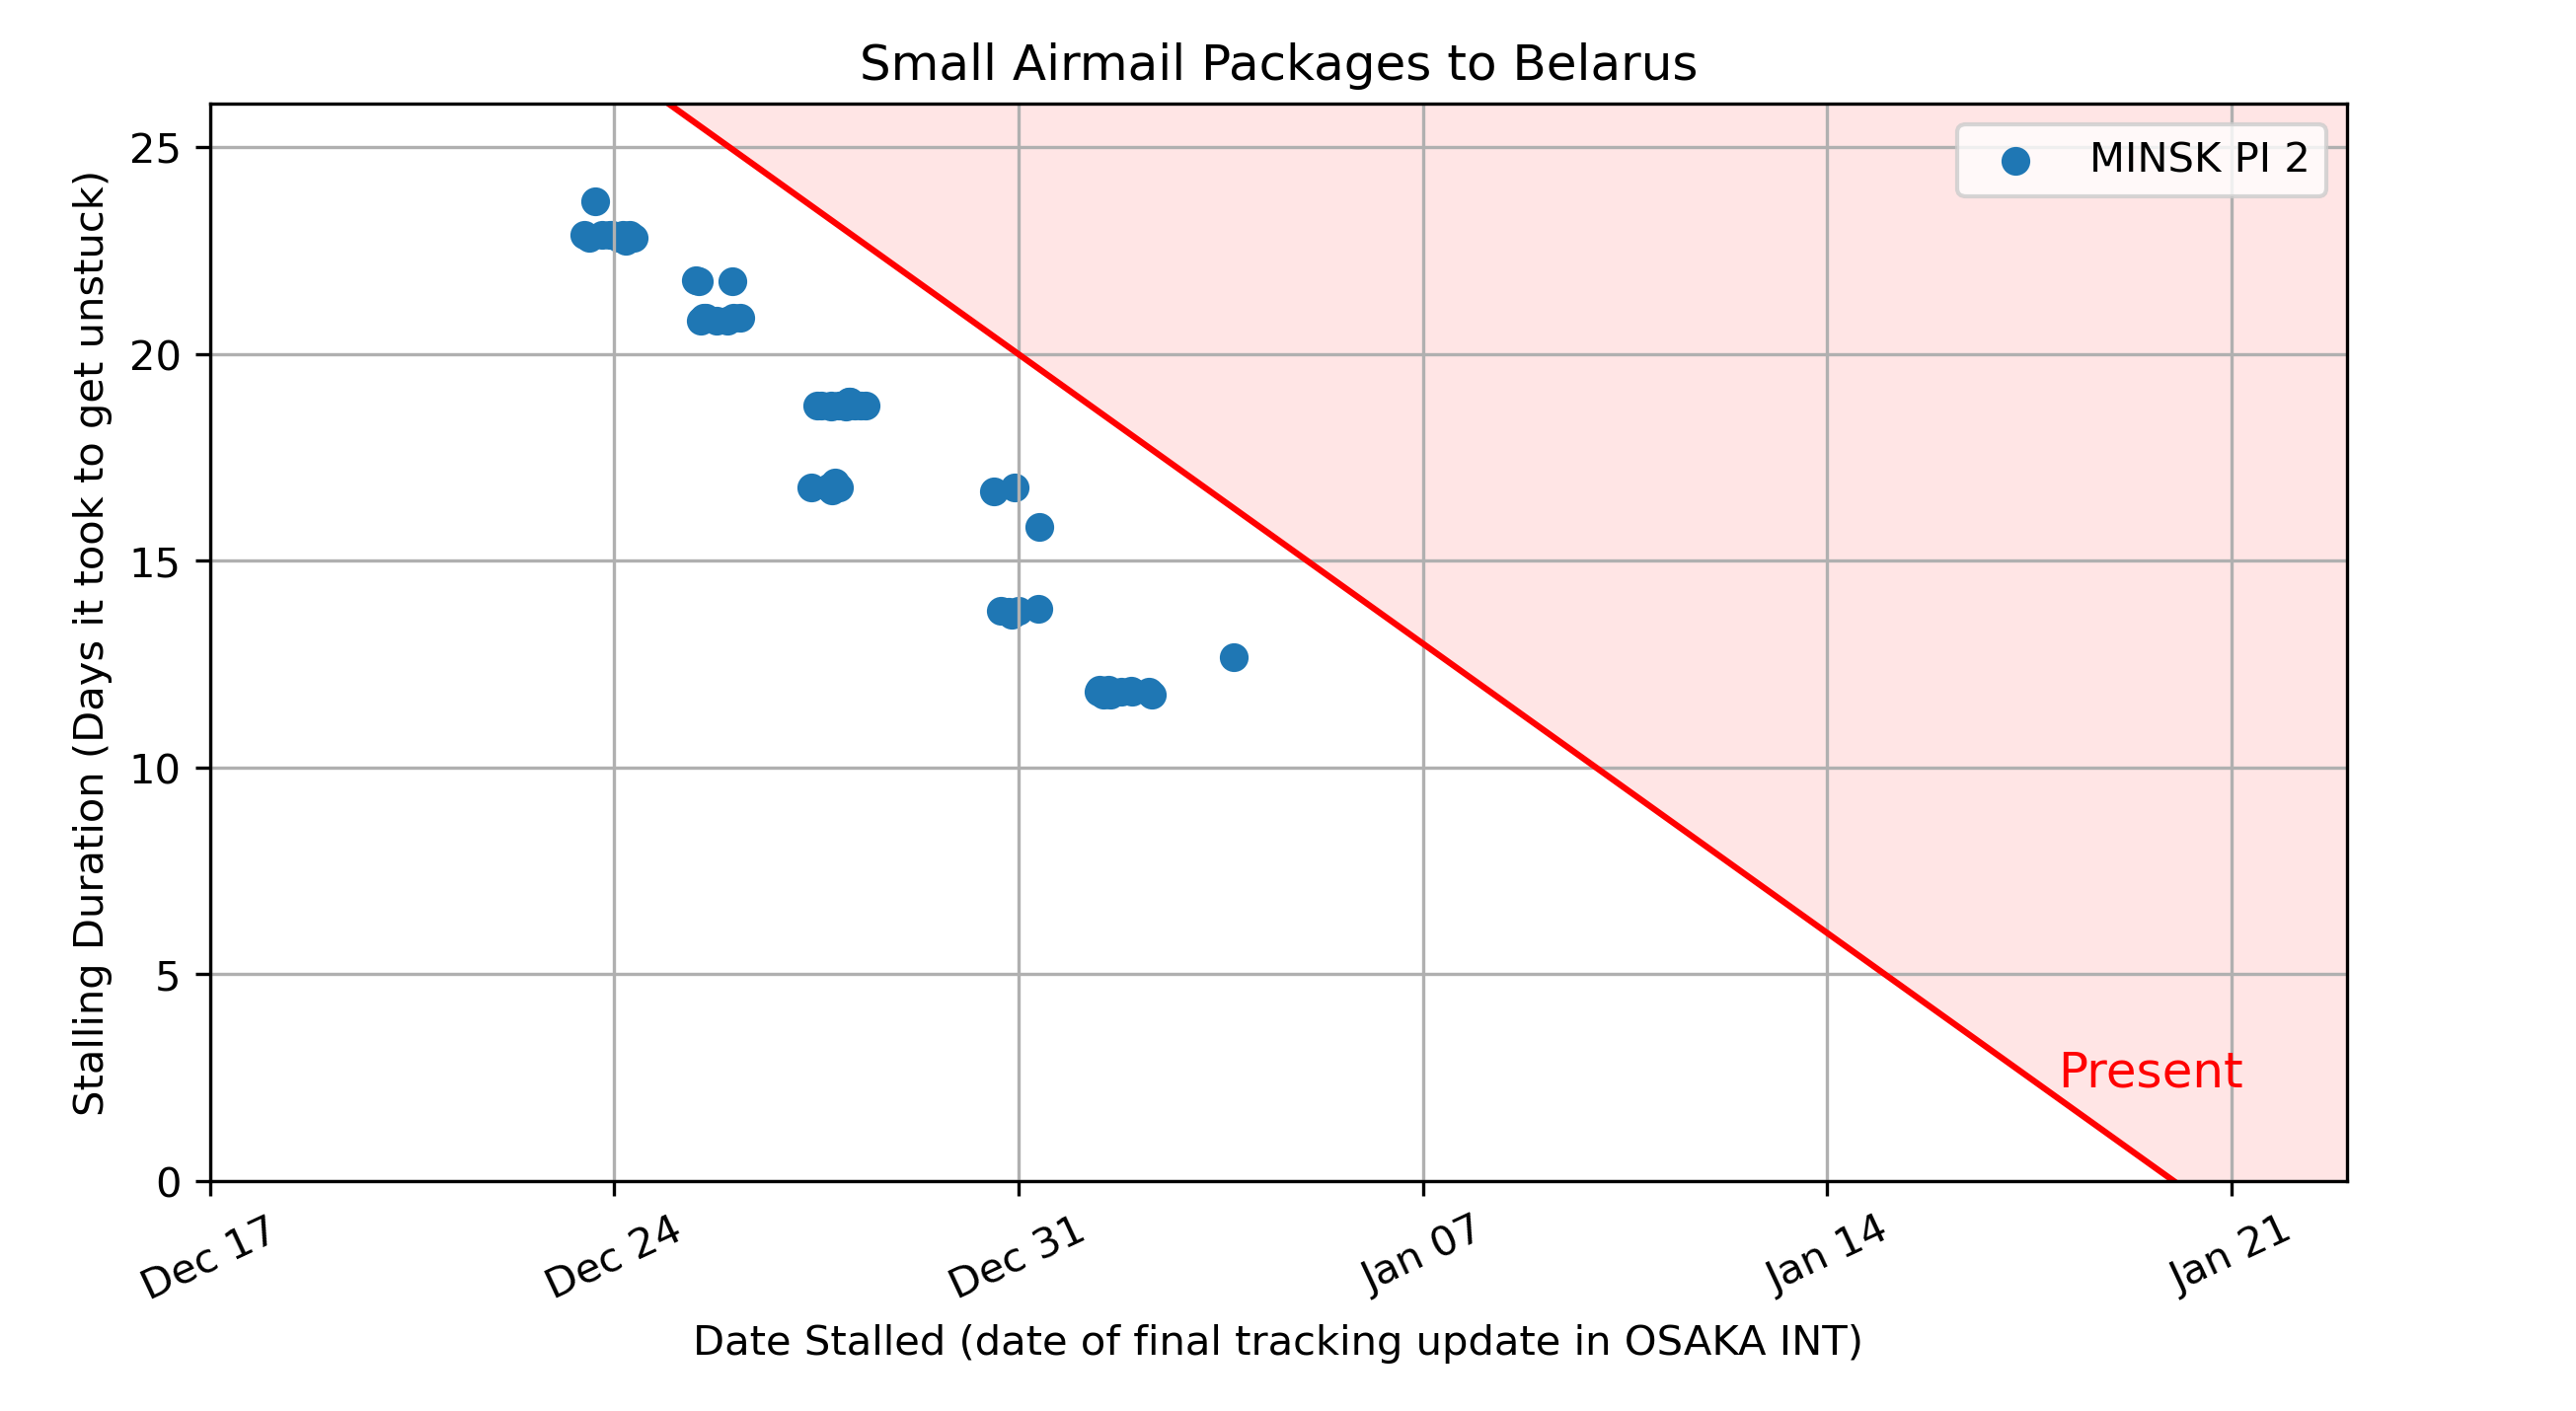 Small Airmail Packages to Belarus
MINSK PI 2
25
20
15
10
5
0
Stalling Duration (Days it took to get unstuck)
Present
Dec 17
Dec 24
Dec 31
Jan 07
Jan 14
Jan 21
Date Stalled (date of final tracking update in OSAKA INT)